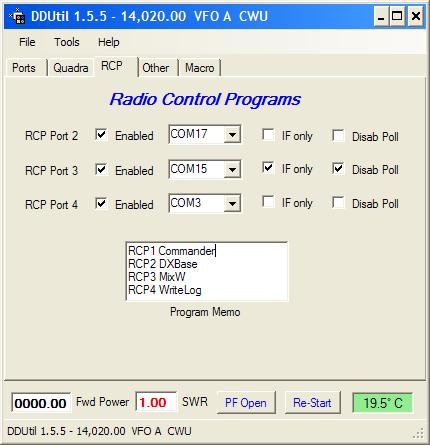 DDUtil 1.5.5 - 14,020.00 VFO A CWU
File Tools Help
Ports Quadra RCP Other Macro
Radio Control Programs
RCP Port 2 Enabled COM17 IF only Disab Poll
RCP Port 3 Enabled COM15 IF only Disab Poll
RCP Port 4 Enabled COM3 IF only Disab Poll
RCP1 Commander
RCP2 DXBase
RCP3 MixW
RCP4 WriteLog
Program Memo
0000.00 Fwd Power 1.00 SWR PF Open Re-Start 19.5° C
DDUtil 1.5.5 - 14,020.00 VFO A CWU